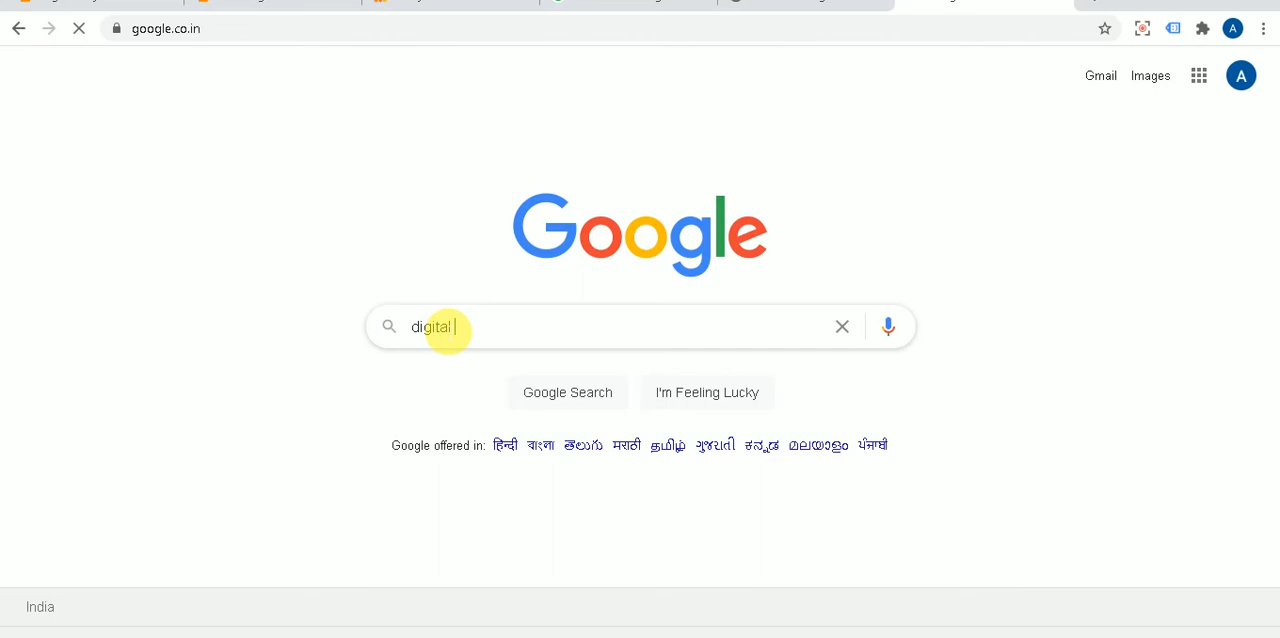 google.co.in
A
Gmail Images
A
Google
digital
Google Search I'm Feeling Lucky
Google offered in: हिन्दी বাংলা తెలుగు मराठी தமிழ் ગુજરાતી ಕನ್ನಡ മലയാളം ਪੰਜਾਬੀ
India